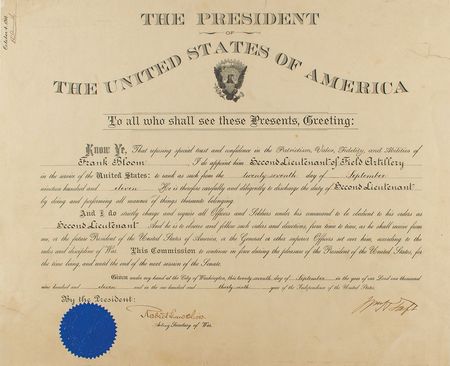 THE PRESIDENT
OF
THE UNITED STATES OF AMERICA
To all who shall see these Presents, Greeting:
Know Ye, That reposing special trust and confidence in the Patriotism, Valor, Fidelity, and Abilities of
Frank Bloom, I do appoint him Second Lieutenant of Field Artillery
in the service of the United States: to rank as such from the twenty-seventh day of September
nineteen hundred and eleven He is therefore carefully and diligently to discharge the duty of Second Lieutenant
by doing and performing all manner of things thereunto belonging.
And I do strictly charge and require all Officers and Soldiers under his command to be obedient to his orders as
Second Lieutenant And he is to observe and follow such orders and directions, from time to time, as he shall receive from
me, or the future President of the United States of America, or the General or other superior Officers set over him, according to the
rules and discipline of War. This Commission to continue in force during the pleasure of the President of the United States, for
the time being, and until the end of the next session of the Senate.
Given under my hand at the City of Washington, this twenty-seventh day of September in the year of our Lord one thousand
nine hundred and eleven and in the one hundred and thirty-sixth year of the Independence of the United States.
By the President:
Wm H Taft
Robert Shaw Oliver
Acting Secretary of War.